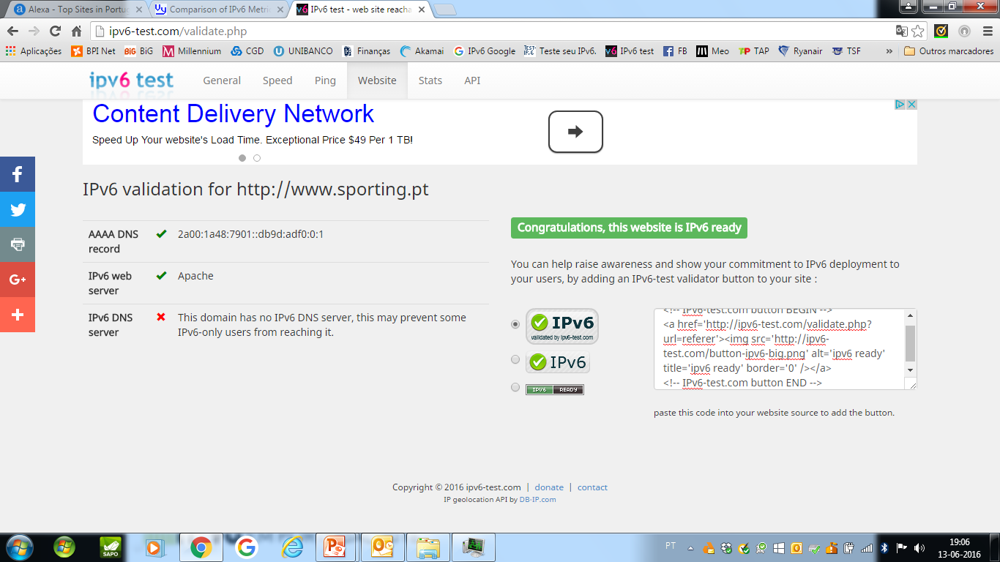 Alexa - Top Sites in Portug
Comparison of IPv6 Metri
IPv6 test - web site reacha
ipv6-test.com/validate.php
Aplicações BPI Net BiG Millennium CGD UNIBANCO Finanças Akamai IPv6 Google Teste seu IPv6. IPv6 test FB Meo TAP Ryanair TSF » Outros marcadores
ipv6 test General Speed Ping Website Stats API
Content Delivery Network
Speed Up Your website's Load Time. Exceptional Price $49 Per 1 TB!
IPv6 validation for http://www.sporting.pt
AAAA DNS record
2a00:1a48:7901::db9d:adf0:0:1
IPv6 web server
Apache
IPv6 DNS server
This domain has no IPv6 DNS server, this may prevent some
IPv6-only users from reaching it.
Congratulations, this website is IPv6 ready
You can help raise awareness and show your commitment to IPv6 deployment to
your users, by adding an IPv6-test validator button to your site :
IPv6
validated by ipv6-test.com
IPv6
IPV6 READY
<!-- IPv6-test.com button BEGIN -->
<a href='http://ipv6-test.com/validate.php?
url=referer'><img src='http://ipv6-
test.com/button-ipv6-big.png' alt='ipv6 ready'
title='ipv6 ready' border='0' /></a>
<!-- IPv6-test.com button END -->
paste this code into your website source to add the button.
Copyright © 2016 ipv6-test.com | donate | contact
IP geolocation API by DB-IP.com
SAPO
PT
19:06
13-06-2016